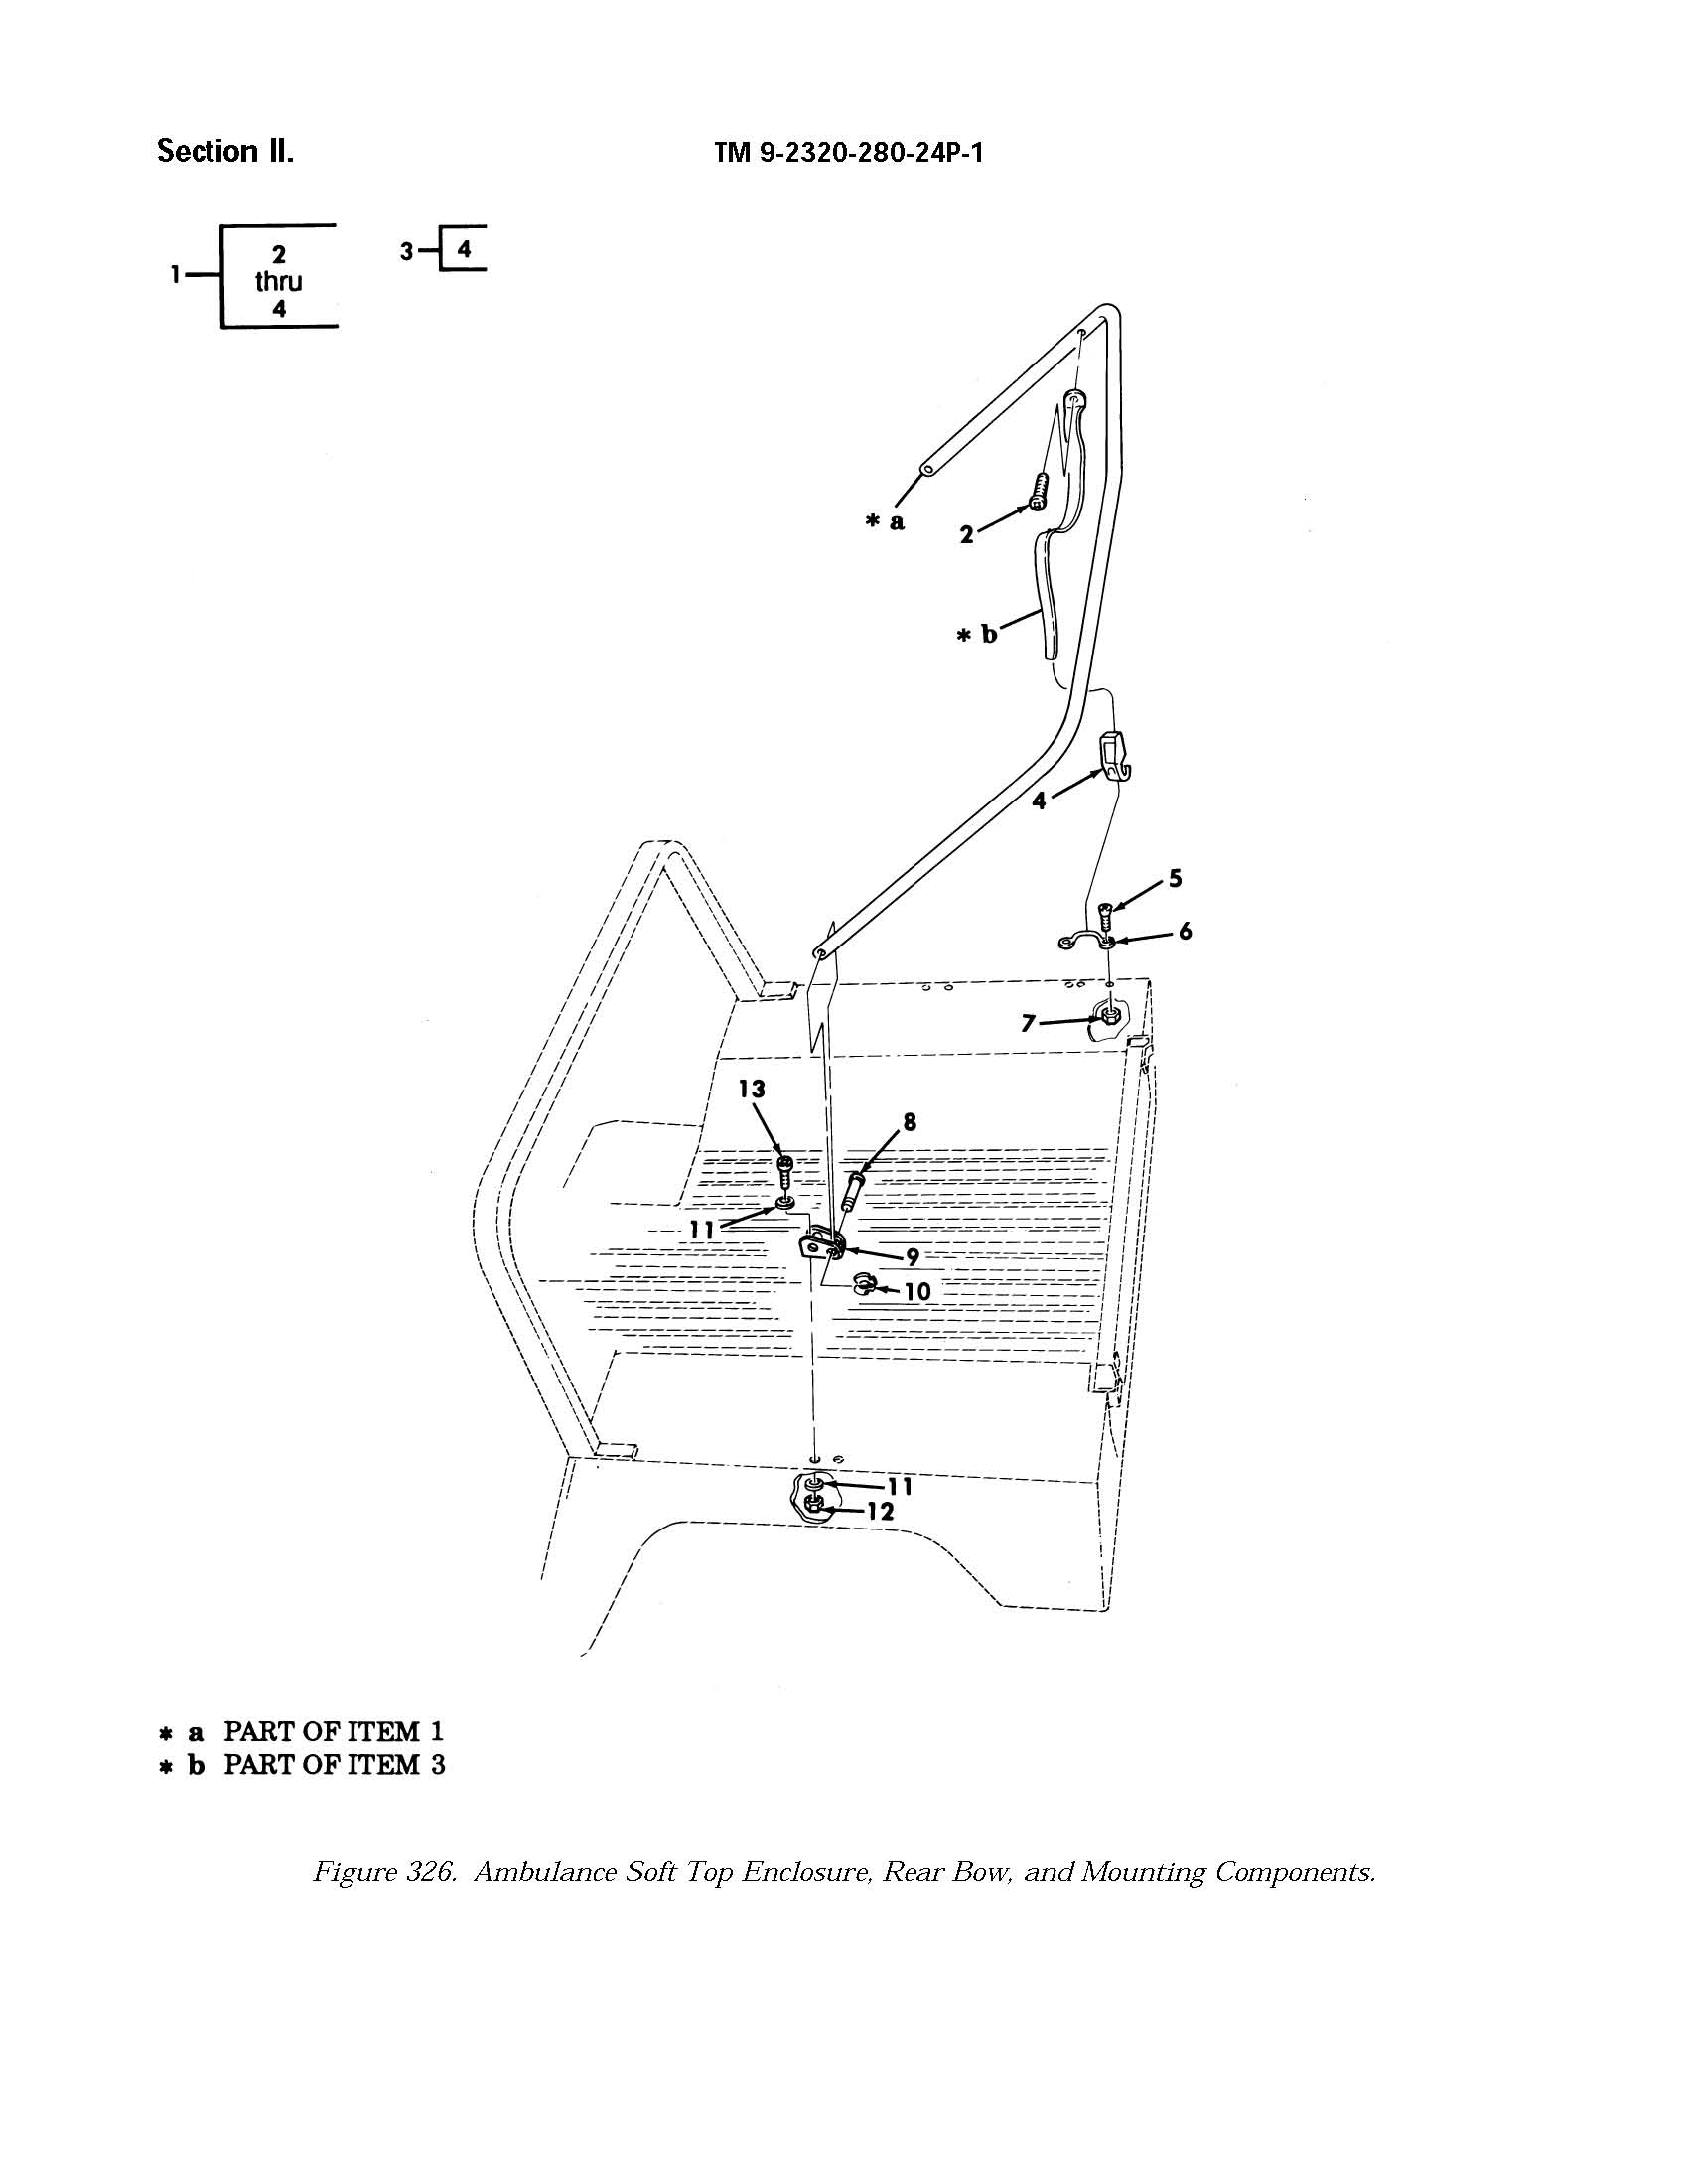 Section II.
TM 9-2320-280-24P-1
1
2
thru
4
3
4
* a
2
* b
4
5
6
7
13
8
11
9
10
11
12
* a PART OF ITEM 1
* b PART OF ITEM 3
Figure 326. Ambulance Soft Top Enclosure, Rear Bow, and Mounting Components.